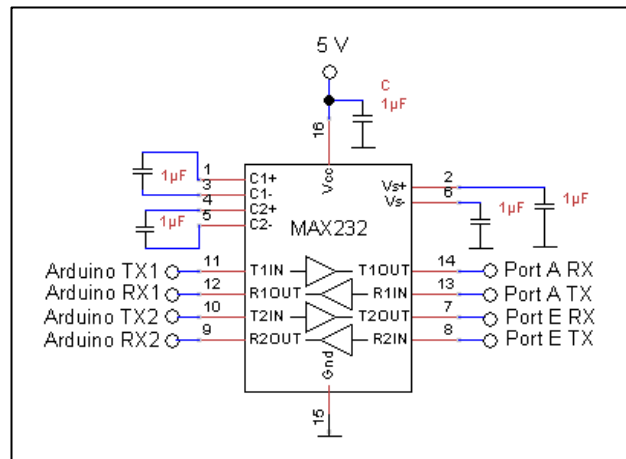 5 V
C
1µF
16
Vcc
1µF
1
3
4
5
1µF
C1+
C1-
C2+
C2-
Vs+
Vs-
2
6
1µF
1µF
MAX232
Arduino TX1
11
T1IN
T1OUT
14
Port A RX
Arduino RX1
12
R1OUT
R1IN
13
Port A TX
Arduino TX2
10
T2IN
T2OUT
7
Port E RX
Arduino RX2
9
R2OUT
R2IN
8
Port E TX
Gnd
15